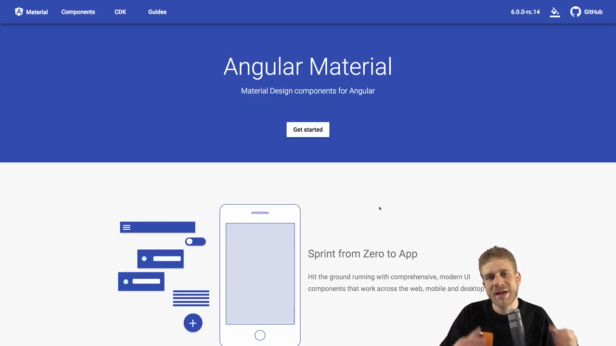 Material Components CDK Guides 6.0.0-rc.14 GitHub
Angular Material
Material Design components for Angular
Get started
Sprint from Zero to App
Hit the ground running with comprehensive, modern UI
components that work across the web, mobile and desktop.